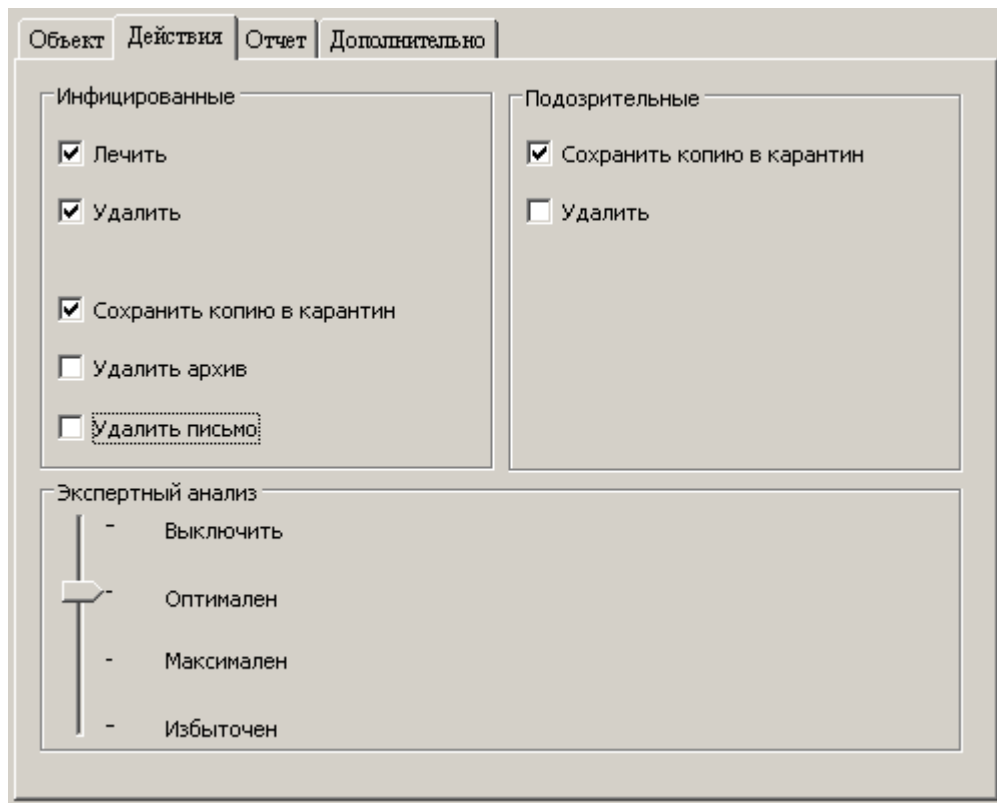 Объект Действия Отчет Дополнительно
Инфицированные
Лечить
Удалить
Сохранить копию в карантин
Удалить архив
Удалить письмо
Подозрительные
Сохранить копию в карантин
Удалить
Экспертный анализ
Выключить
Оптимален
Максимален
Избыточен